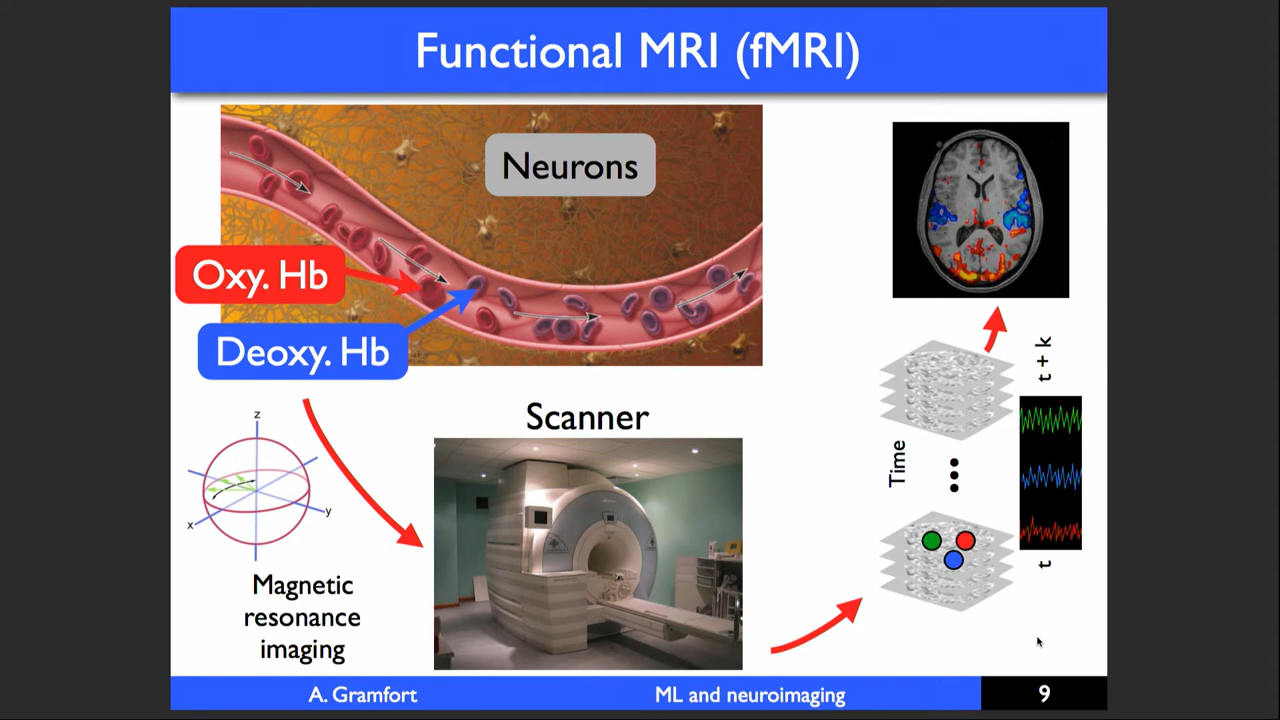 Functional MRI (fMRI)
Neurons
Oxy. Hb
Deoxy. Hb
Scanner
z
x
y
Magnetic
resonance
imaging
t + k
Time
...
t
A. Gramfort
ML and neuroimaging
9